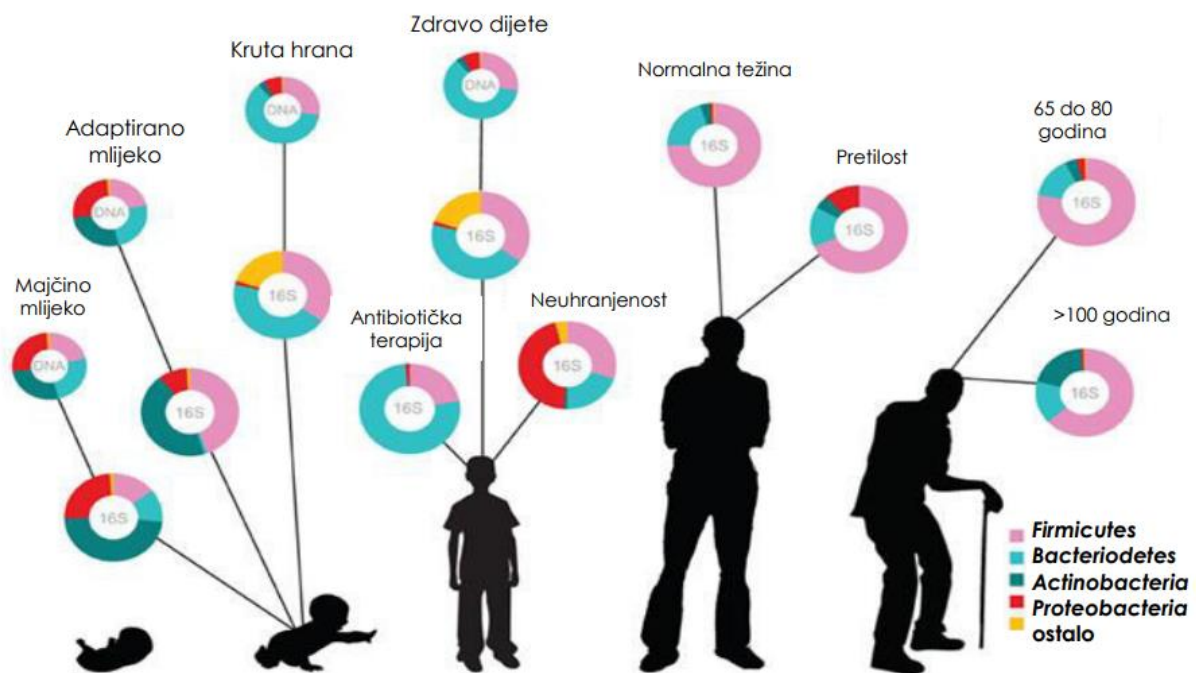 Kruta hrana
DNA
16S
Zdravo dijete
DNA
16S
Adaptirano
mlijeko
DNA
16S
Majčino
mlijeko
DNA
16S
Antibiotička
terapija
16S
Neuhranjenost
16S
Normalna težina
16S
Pretilost
16S
65 do 80
godina
16S
>100 godina
16S
Firmicutes
Bacteriodetes
Actinobacteria
Proteobacteria
ostalo